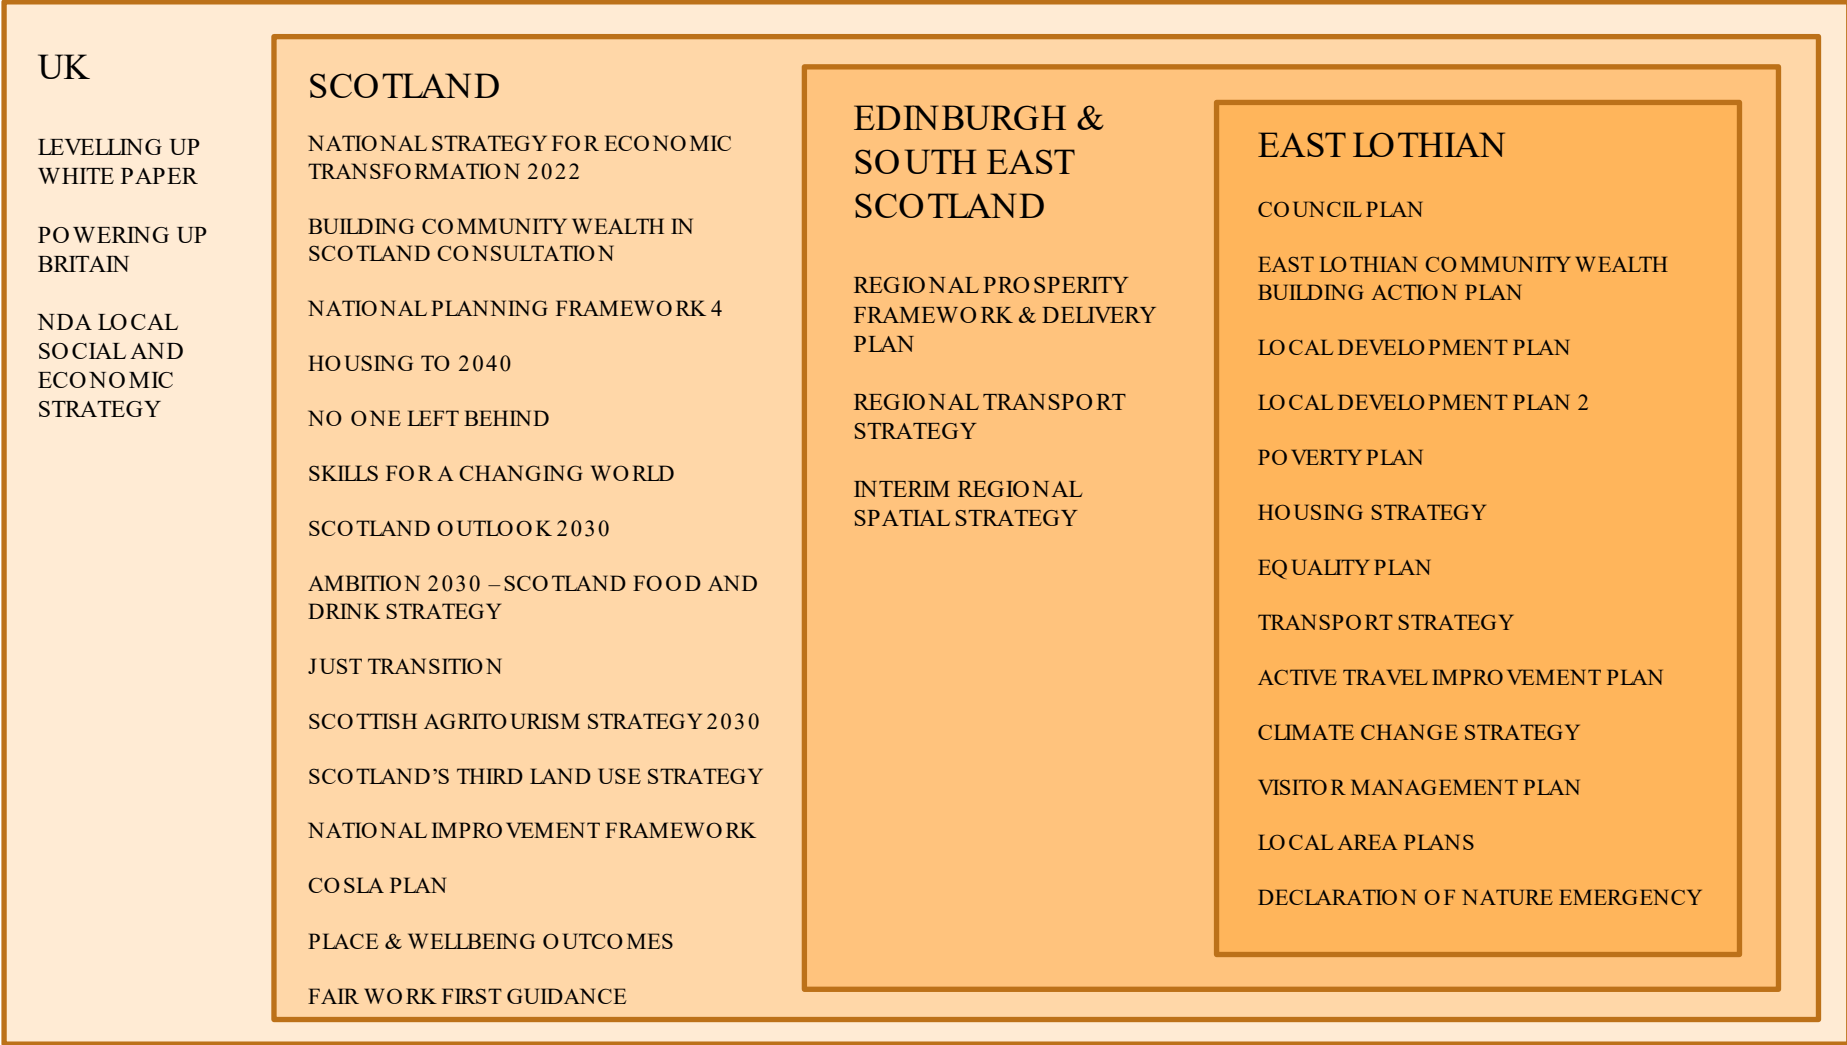 UK
LEVELLING UP
WHITE PAPER
POWERING UP
BRITAIN
NDA LOCAL
SOCIAL AND
ECONOMIC
STRATEGY
SCOTLAND
NATIONAL STRATEGY FOR ECONOMIC
TRANSFORMATION 2022
BUILDING COMMUNITY WEALTH IN
SCOTLAND CONSULTATION
NATIONAL PLANNING FRAMEWORK 4
HOUSING TO 2040
NO ONE LEFT BEHIND
SKILLS FOR A CHANGING WORLD
SCOTLAND OUTLOOK 2030
AMBITION 2030 – SCOTLAND FOOD AND
DRINK STRATEGY
JUST TRANSITION
SCOTTISH AGRITOURISM STRATEGY 2030
SCOTLAND’S THIRD LAND USE STRATEGY
NATIONAL IMPROVEMENT FRAMEWORK
COSLA PLAN
PLACE & WELLBEING OUTCOMES
FAIR WORK FIRST GUIDANCE
EDINBURGH &
SOUTH EAST
SCOTLAND
REGIONAL PROSPERITY
FRAMEWORK & DELIVERY
PLAN
REGIONAL TRANSPORT
STRATEGY
INTERIM REGIONAL
SPATIAL STRATEGY
EAST LOTHIAN
COUNCIL PLAN
EAST LOTHIAN COMMUNITY WEALTH
BUILDING ACTION PLAN
LOCAL DEVELOPMENT PLAN
LOCAL DEVELOPMENT PLAN 2
POVERTY PLAN
HOUSING STRATEGY
EQUALITY PLAN
TRANSPORT STRATEGY
ACTIVE TRAVEL IMPROVEMENT PLAN
CLIMATE CHANGE STRATEGY
VISITOR MANAGEMENT PLAN
LOCAL AREA PLANS
DECLARATION OF NATURE EMERGENCY